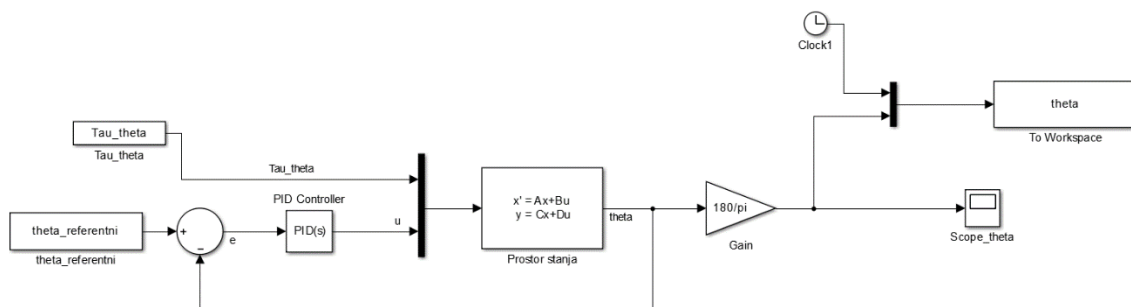 Clock1
theta
To Workspace
Tau_theta
Tau_theta
Tau_theta
PID Controller
x' = Ax+Bu
y = Cx+Du
theta
180/pi
Scope_theta
theta_referentni
+
−
e
PID(s)
u
Gain
theta_referentni
Prostor stanja